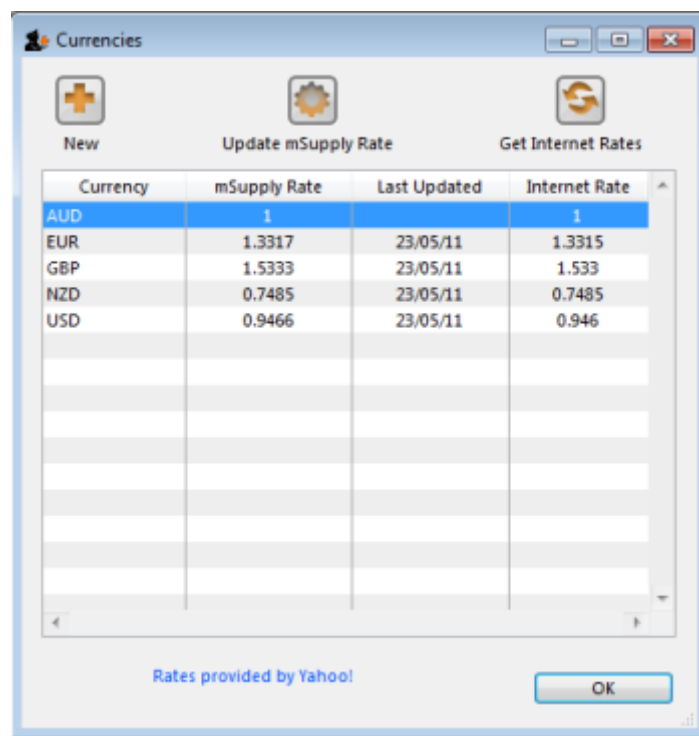 Currencies
New Update mSupply Rate Get Internet Rates
Currency mSupply Rate Last Updated Internet Rate
AUD 1 1
EUR 1.3317 23/05/11 1.3315
GBP 1.5333 23/05/11 1.533
NZD 0.7485 23/05/11 0.7485
USD 0.9466 23/05/11 0.946
Rates provided by Yahoo!
OK